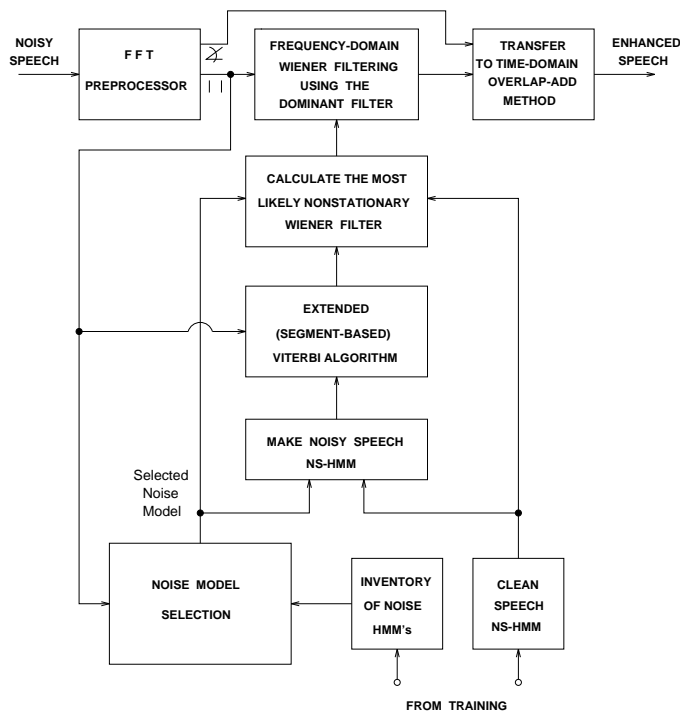 NOISY
SPEECH
F F T
PREPROCESSOR
| |
FREQUENCY-DOMAIN
WIENER FILTERING
USING THE
DOMINANT FILTER
TRANSFER
TO TIME-DOMAIN
OVERLAP-ADD
METHOD
ENHANCED
SPEECH
CALCULATE THE MOST
LIKELY NONSTATIONARY
WIENER FILTER
EXTENDED
(SEGMENT-BASED)
VITERBI ALGORITHM
MAKE NOISY SPEECH
NS-HMM
Selected
Noise
Model
NOISE MODEL
SELECTION
INVENTORY
OF NOISE
HMM's
CLEAN
SPEECH
NS-HMM
FROM TRAINING